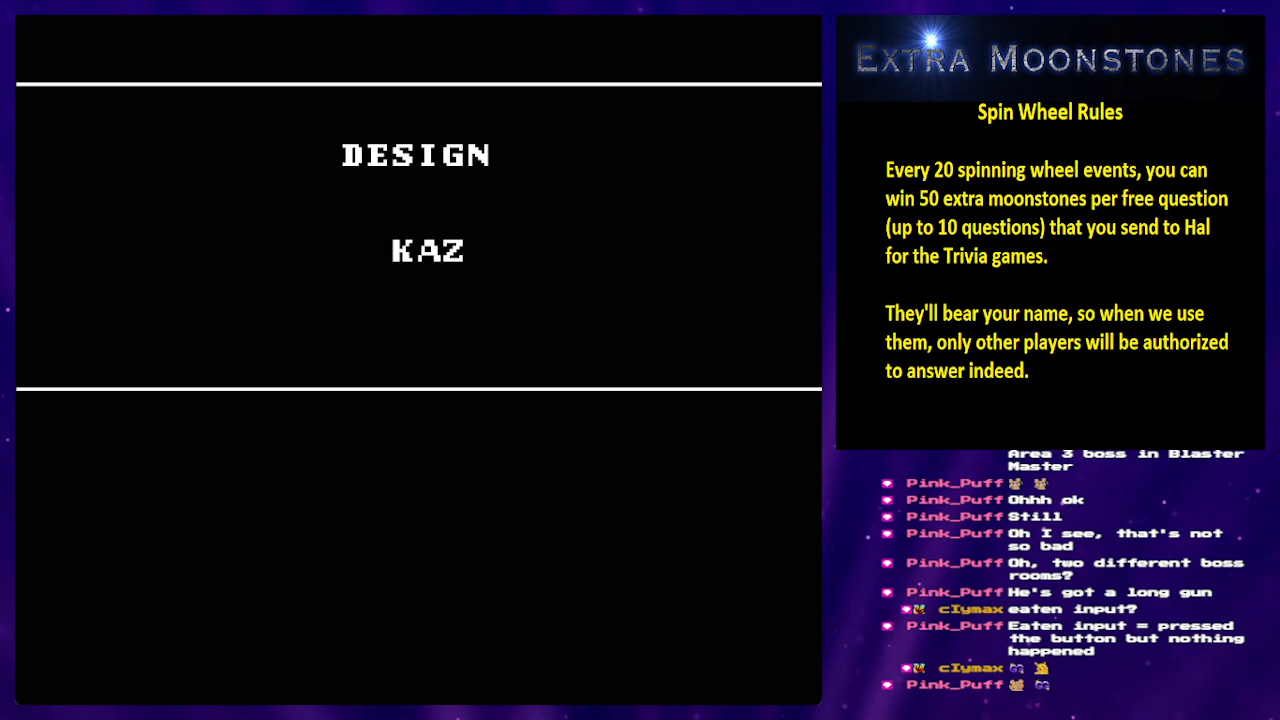 DESIGN
KAZ
EXTRA MOONSTONES
Spin Wheel Rules
Every 20 spinning wheel events, you can
win 50 extra moonstones per free question
(up to 10 questions) that you send to Hal
for the Trivia games.
They'll bear your name, so when we use
them, only other players will be authorized
to answer indeed.
Area 3 boss in Blaster
Master
Pink_Puff
Pink_Puff Ohhh ok
Pink_Puff Still
Pink_Puff Oh I see, that's not
so bad
Pink_Puff Oh, two different boss
rooms?
Pink_Puff He's got a long gun
cIymax eaten input?
Pink_Puff Eaten input = pressed
the button but nothing
happened
cIymax
Pink_Puff